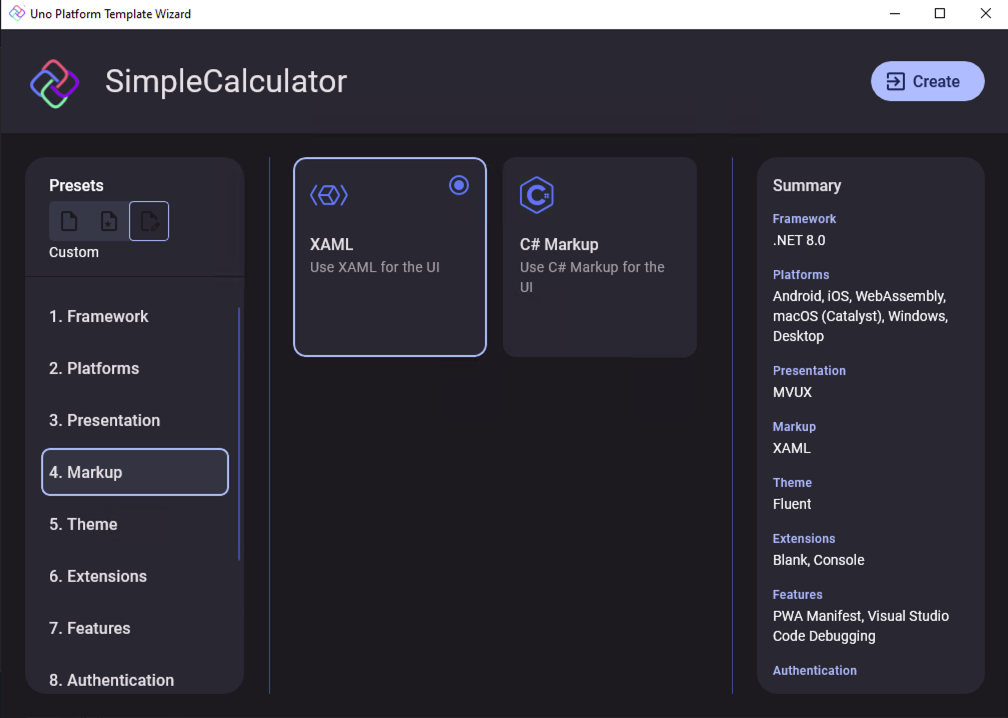 Uno Platform Template Wizard
SimpleCalculator
Create
Presets
Custom
1. Framework
2. Platforms
3. Presentation
4. Markup
5. Theme
6. Extensions
7. Features
8. Authentication
XAML
Use XAML for the UI
C# Markup
Use C# Markup for the
UI
Summary
Framework
.NET 8.0
Platforms
Android, iOS, WebAssembly,
macOS (Catalyst), Windows,
Desktop
Presentation
MVUX
Markup
XAML
Theme
Fluent
Extensions
Blank, Console
Features
PWA Manifest, Visual Studio
Code Debugging
Authentication